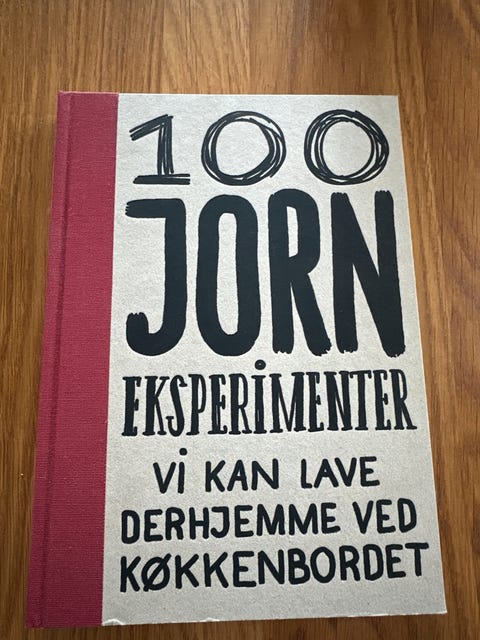 100
JORN
EKSPERIMENTER
Vi KAN LAVE
DERHJEMME VED
KØKKENBORDET